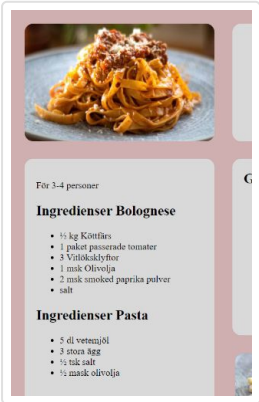 För 3-4 personer
Ingredienser Bolognese
½ kg Köttfärs
1 paket passerade tomater
3 Vitlöksklyftor
1 msk Olivolja
2 msk smoked paprika pulver
salt
Ingredienser Pasta
5 dl vetemjöl
3 stora ägg
½ tsk salt
½ mask olivolja
G